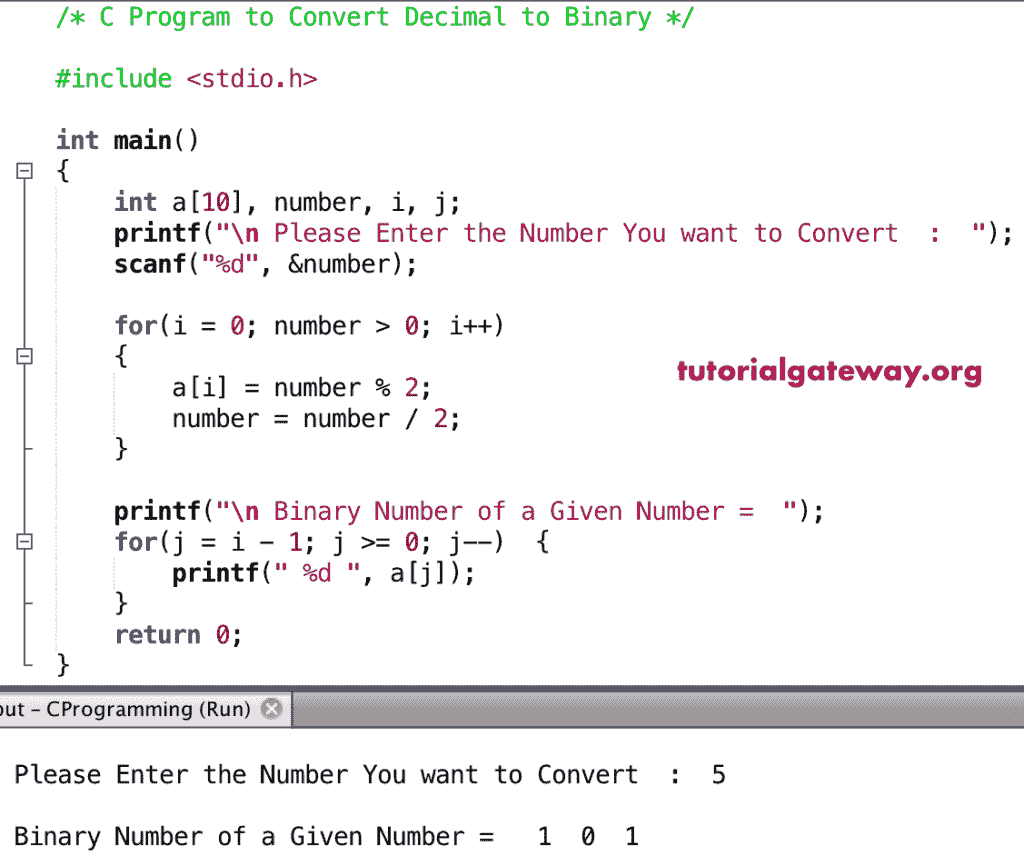 /* C Program to Convert Decimal to Binary */
#include <stdio.h>
int main()
{
int a[10], number, i, j;
printf("\n Please Enter the Number You want to Convert  :  ");
scanf("%d", &number);
for(i = 0; number > 0; i++)
{
a[i] = number % 2;
number = number / 2;
}
tutorialgateway.org
printf("\n Binary Number of a Given Number =  ");
for(j = i - 1; j >= 0; j--)  {
printf(" %d ", a[j]);
}
return 0;
}
out - CProgramming (Run)
Please Enter the Number You want to Convert  :  5
Binary Number of a Given Number =   1  0  1